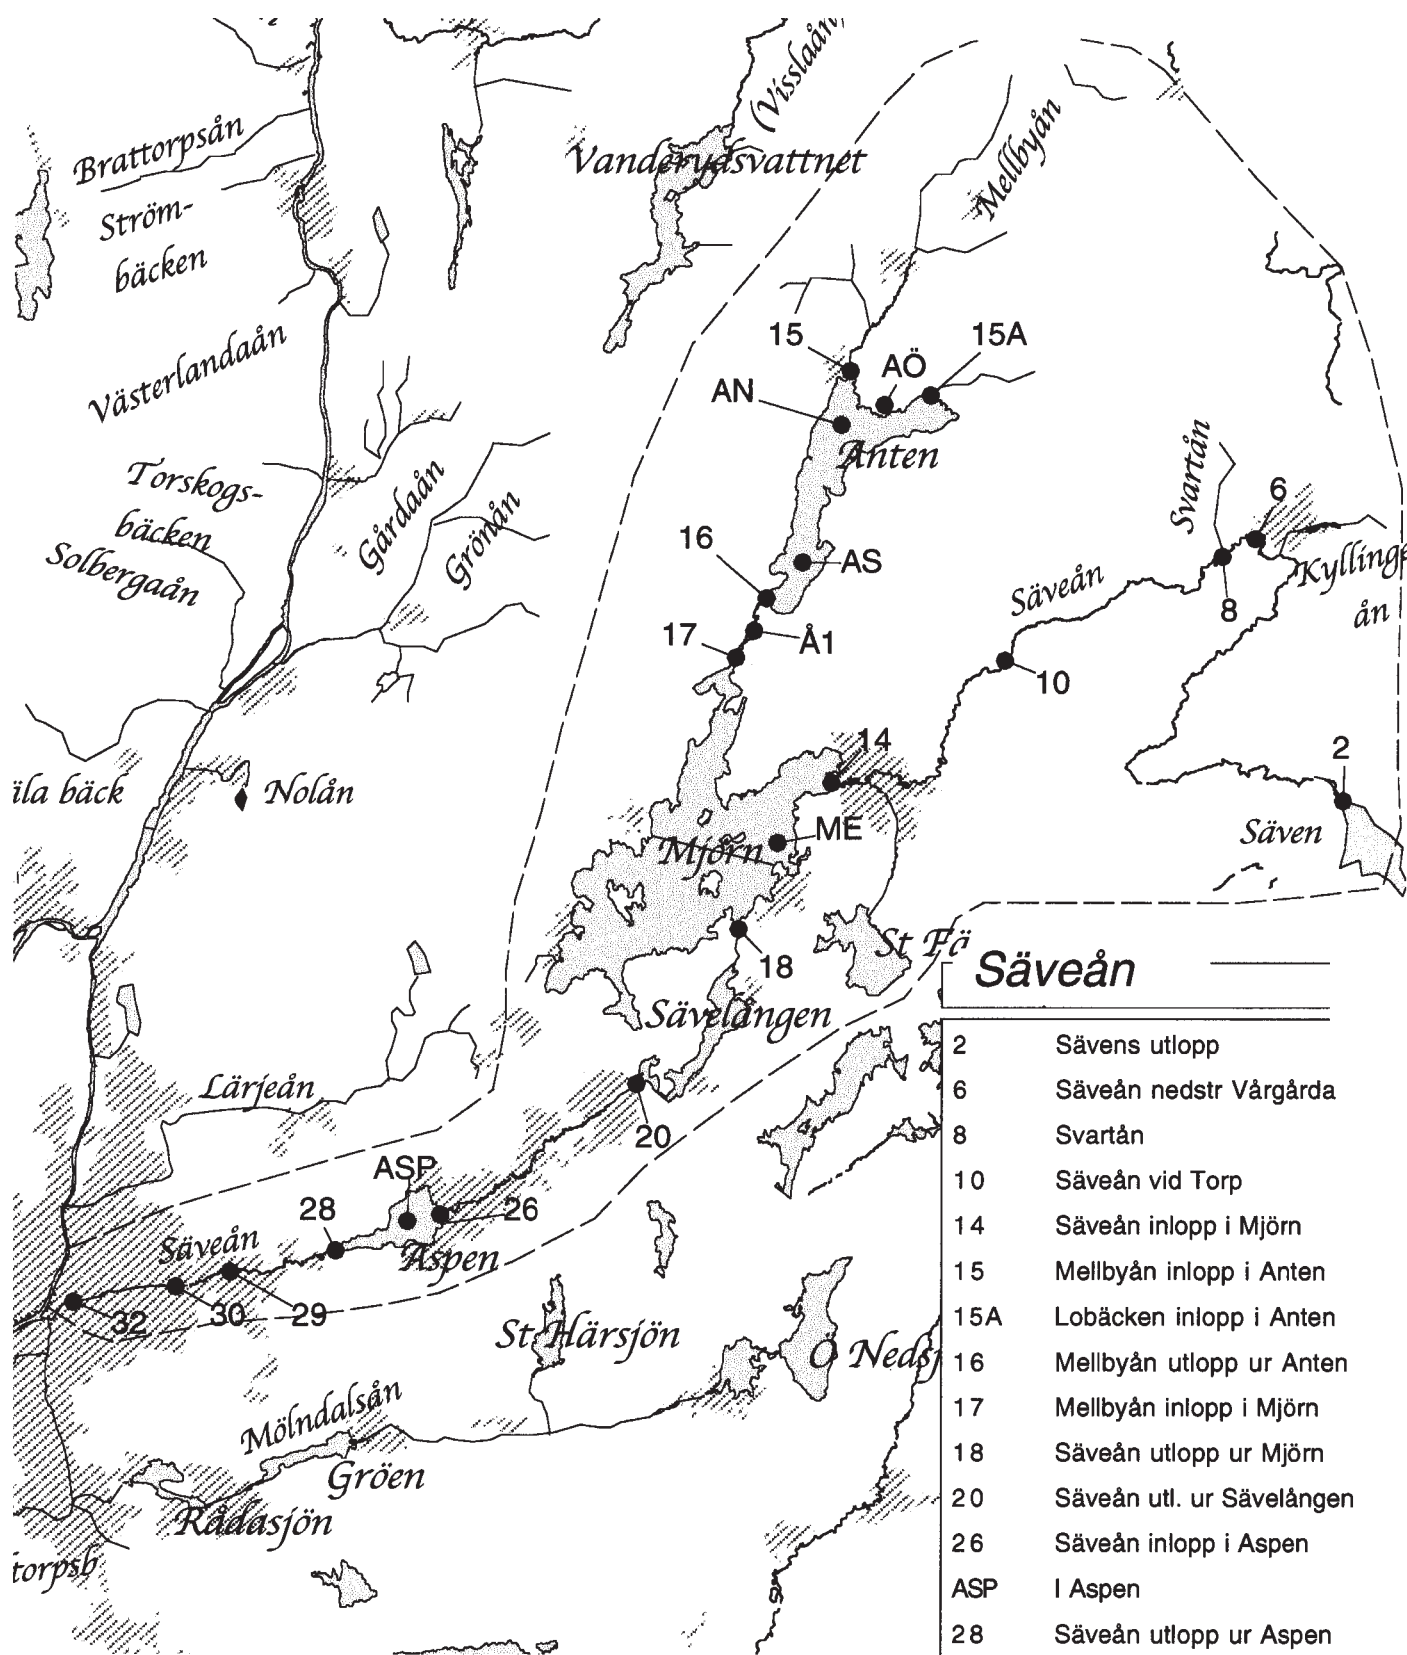 (Visslaån
Brattorpsån
Vanderydsvattnet
Mellbyån
Ström-
bäcken
15
15A
AÖ
Västerlandaån
AN
Anten
Svartån
Torskogs-
bäcken
Gårdaån
Grönån
6
16
AS
Solbergaån
Säveån
Kyllinge
ån
8
17
Å1
10
14
2
äla bäck
Nolån
ME
Mjörn
Säven
18
St Fä
Sävelången
Lärjeån
20
ASP
28
26
Säveån
Aspen
32
30
29
St Härsjön
Ö Nedsj
Mölndalsån
Gröen
Rådasjön
torpsb
Säveån
2 Sävens utlopp
6 Säveån nedstr Vårgårda
8 Svartån
10 Säveån vid Torp
14 Säveån inlopp i Mjörn
15 Mellbyån inlopp i Anten
15A Lobäcken inlopp i Anten
16 Mellbyån utlopp ur Anten
17 Mellbyån inlopp i Mjörn
18 Säveån utlopp ur Mjörn
20 Säveån utl. ur Sävelången
26 Säveån inlopp i Aspen
ASP I Aspen
28 Säveån utlopp ur Aspen